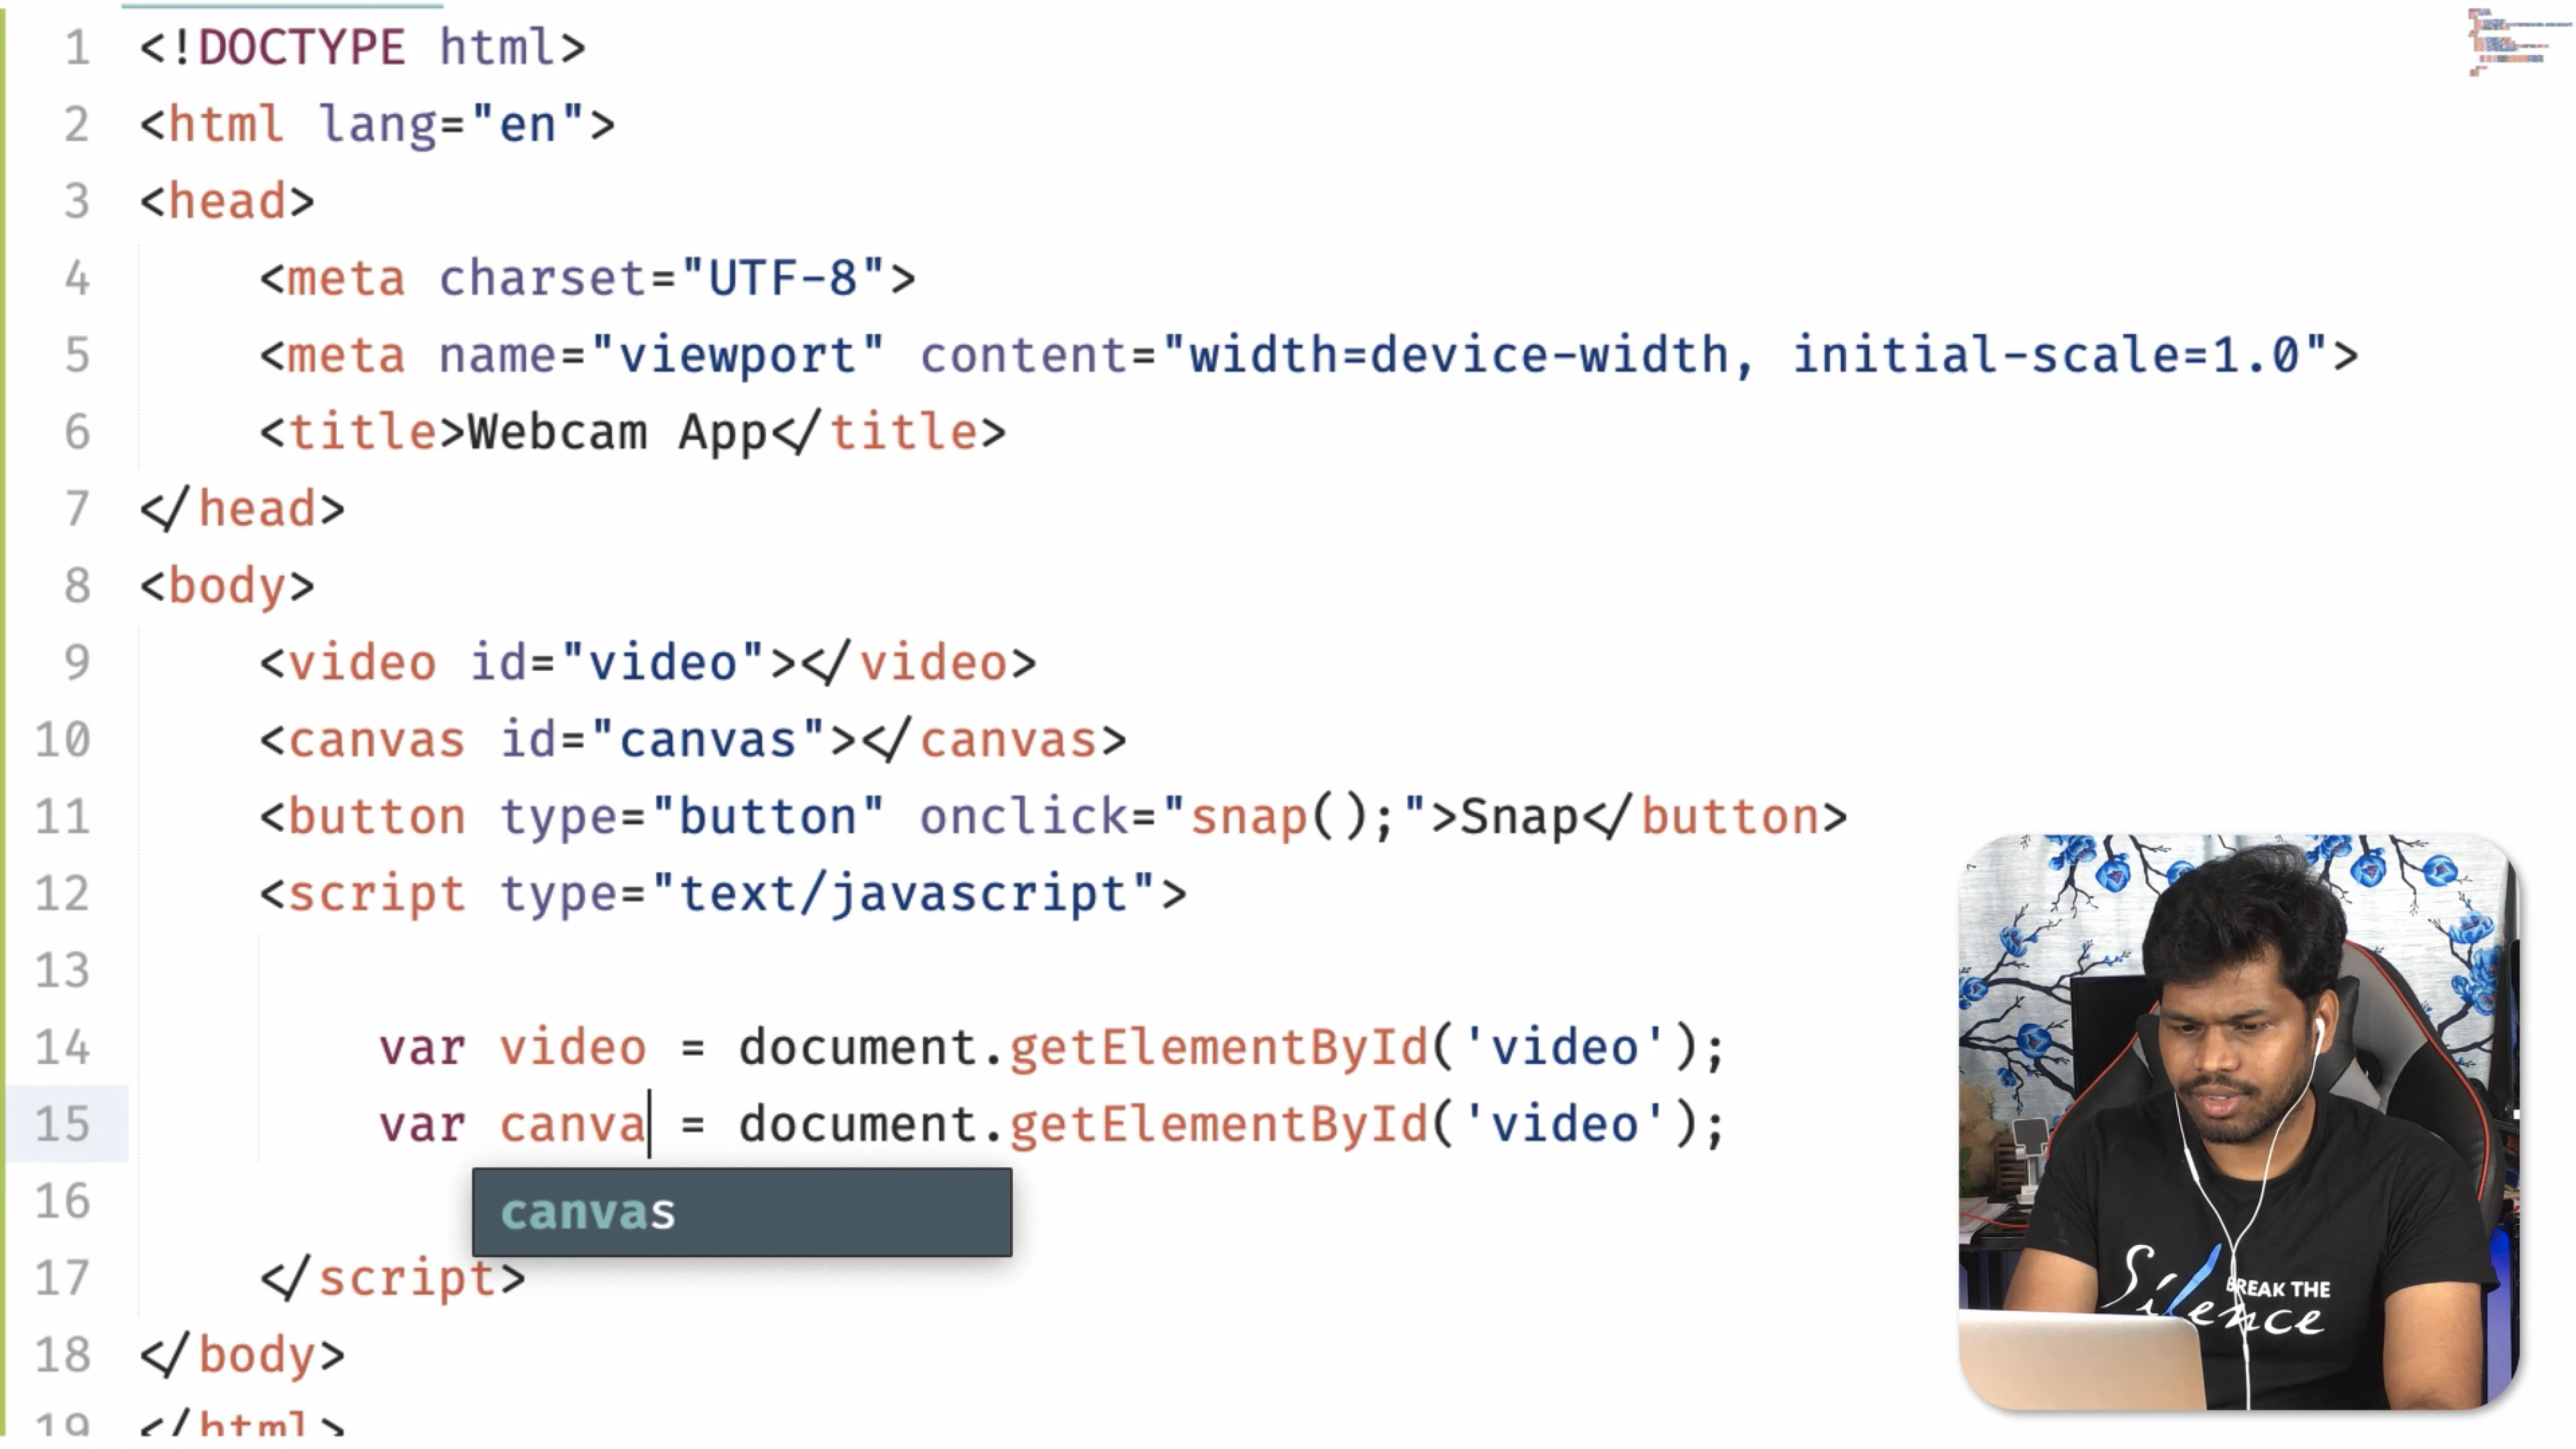 1 <!DOCTYPE html>
2 <html lang="en">
3 <head>
4 <meta charset="UTF-8">
5 <meta name="viewport" content="width=device-width, initial-scale=1.0">
6 <title>Webcam App</title>
7 </head>
8 <body>
9 <video id="video"></video>
10 <canvas id="canvas"></canvas>
11 <button type="button" onclick="snap();">Snap</button>
12 <script type="text/javascript">
13
14 var video = document.getElementById('video');
15 var canva = document.getElementById('video');
16 canvas
17 </script>
18 </body>
19 </html>
BREAK THE
Silence